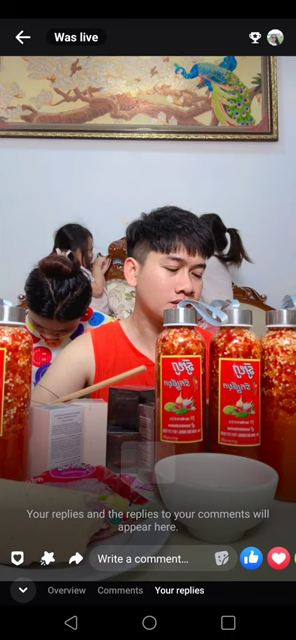 Was live
Your replies and the replies to your comments will
appear here.
Write a comment...
Overview Comments Your replies